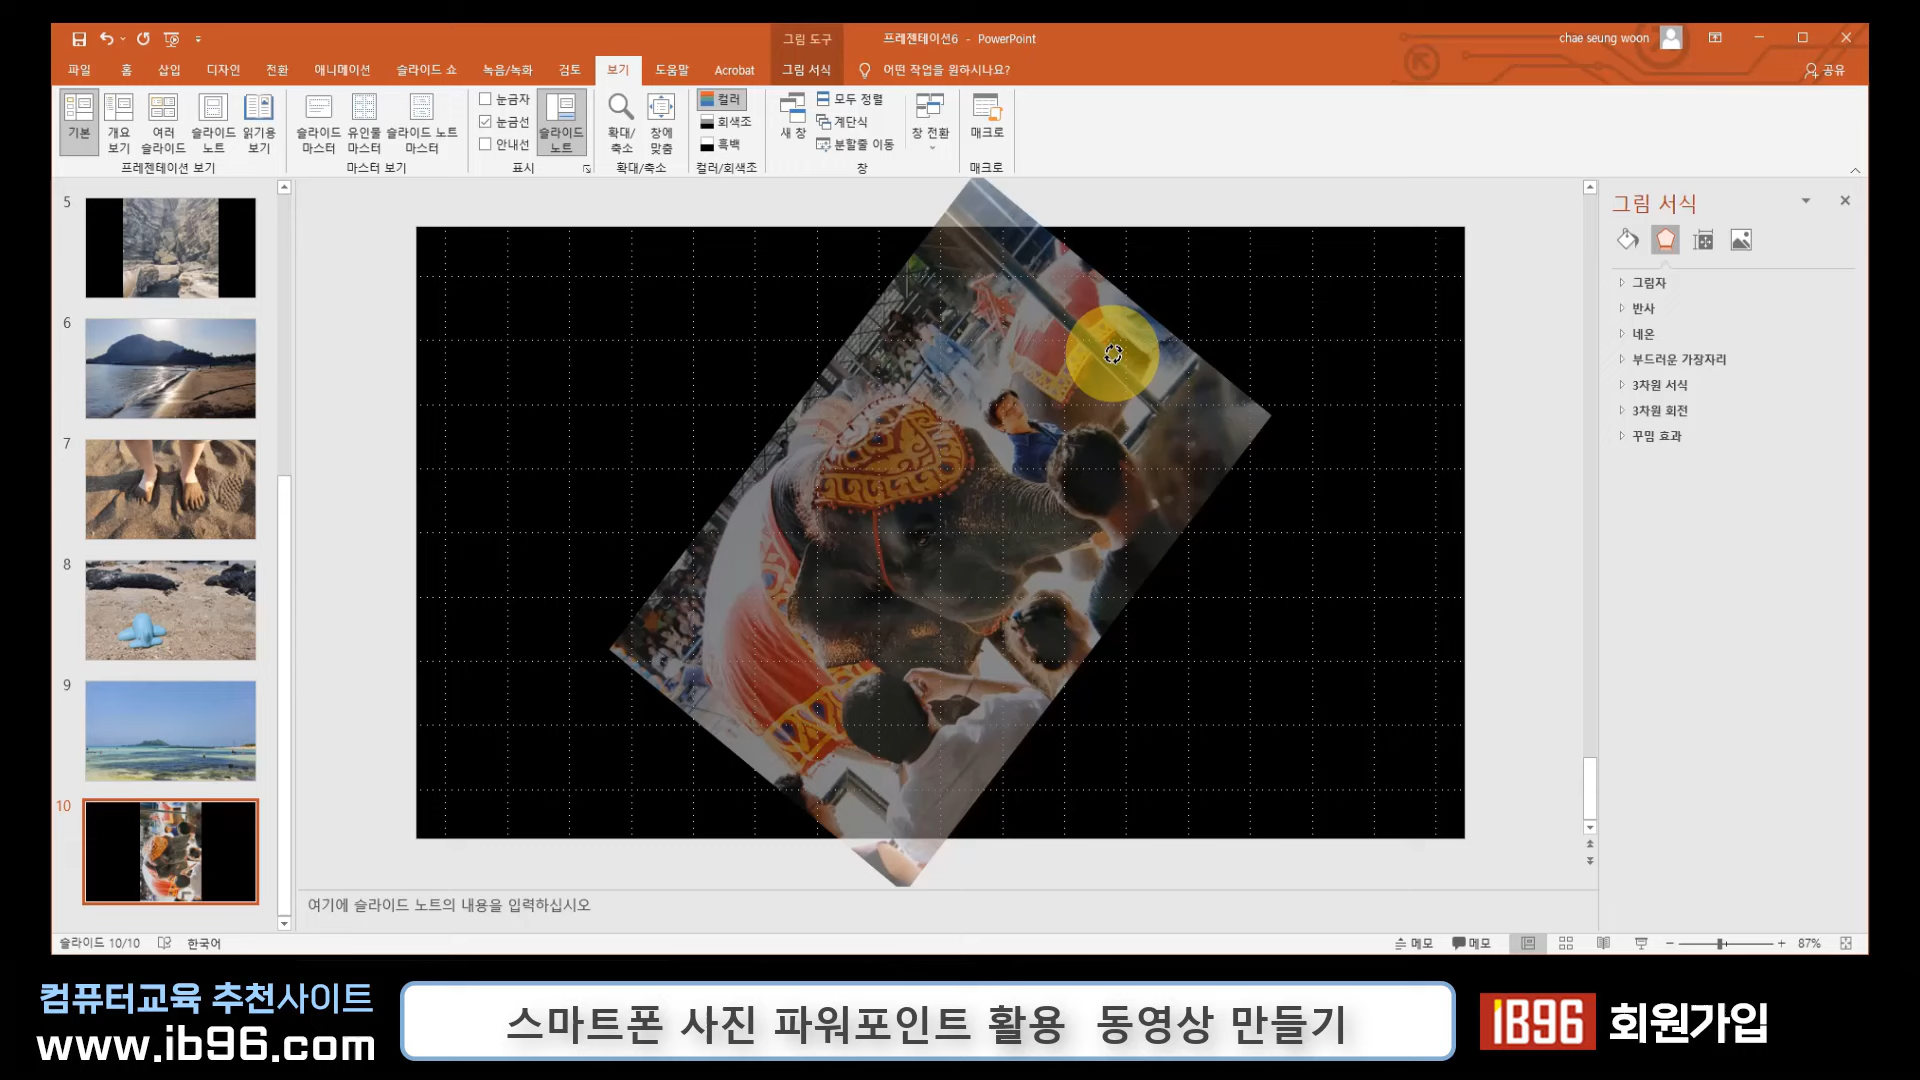 그림 도구
프레젠테이션6 - PowerPoint
chae seung woon
파일 홈 삽입 디자인 전환 애니메이션 슬라이드 쇼 녹음/녹화 검토 보기 도움말 Acrobat 그림 서식 어떤 작업을 원하시나요? 공유
기본
개요 보기
여러 슬라이드
슬라이드 노트
읽기용 보기
프레젠테이션 보기
슬라이드 마스터
유인물 마스터
슬라이드 노트 마스터
마스터 보기
눈금자
눈금선
안내선
슬라이드 노트
표시
확대/축소
창에 맞춤
확대/축소
컬러
회색조
흑백
컬러/회색조
새 창
모두 정렬
계단식
분할줄 이동
창 전환
창
매크로
매크로
5
6
7
8
9
10
그림 서식
그림자
반사
네온
부드러운 가장자리
3차원 서식
3차원 회전
꾸밈 효과
여기에 슬라이드 노트의 내용을 입력하십시오
슬라이드 10/10 한국어 메모 메모 87%
컴퓨터교육 추천사이트
www.ib96.com
스마트폰 사진 파워포인트 활용 동영상 만들기
IB96 회원가입